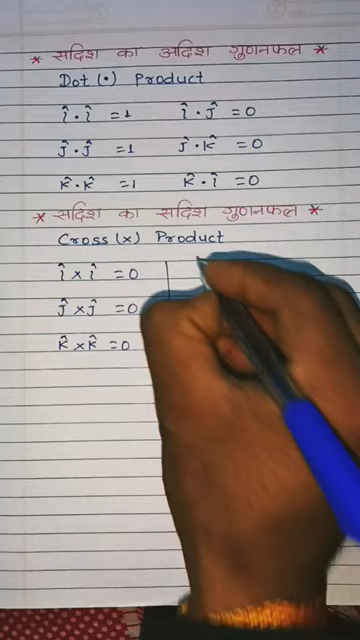 * सदिश का अदिश गुणनफल *
Dot (•) Product
î · î = 1 î · ĵ = 0
ĵ · ĵ = 1 ĵ · k̂ = 0
k̂ · k̂ = 1 k̂ · î = 0
* सदिश का सदिश गुणनफल *
Cross (×) Product
î × î = 0
ĵ × ĵ = 0
k̂ × k̂ = 0